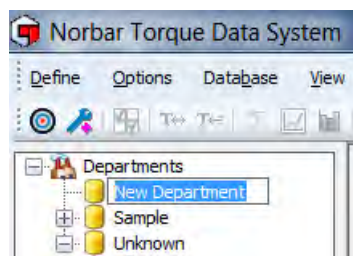 Norbar Torque Data System
Define Options Database View
Departments
New Department
Sample
Unknown